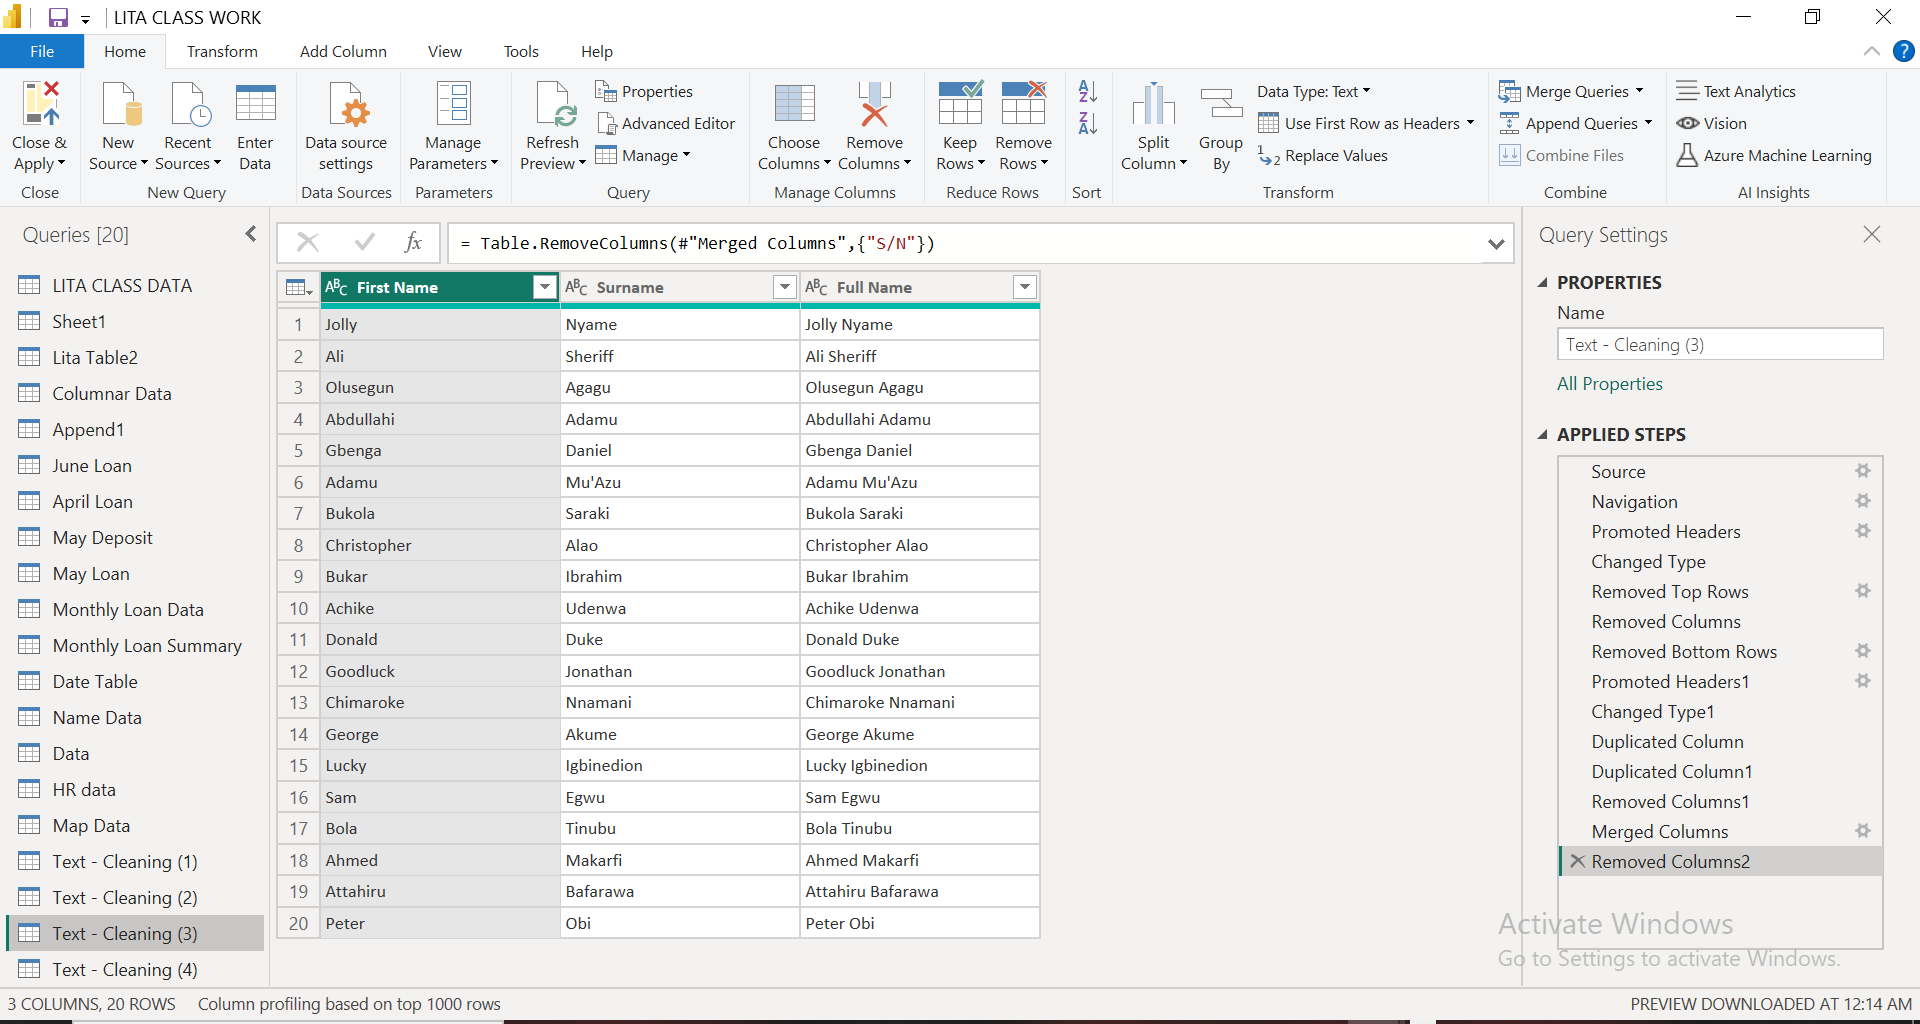 LITA CLASS WORK
File Home Transform Add Column View Tools Help ?
Close & Apply
Close
New Source
Recent Sources
Enter Data
New Query
Data source settings
Data Sources
Manage Parameters
Parameters
Refresh Preview
Properties
Advanced Editor
Manage
Query
Choose Columns
Remove Columns
Manage Columns
Keep Rows
Remove Rows
Reduce Rows
A Z
Z A
Sort
Split Column
Group By
Data Type: Text
Use First Row as Headers
1 2 Replace Values
Transform
Merge Queries
Append Queries
Combine Files
Combine
Text Analytics
Vision
Azure Machine Learning
AI Insights
Queries [20]
LITA CLASS DATA
Sheet1
Lita Table2
Columnar Data
Append1
June Loan
April Loan
May Deposit
May Loan
Monthly Loan Data
Monthly Loan Summary
Date Table
Name Data
Data
HR data
Map Data
Text - Cleaning (1)
Text - Cleaning (2)
Text - Cleaning (3)
Text - Cleaning (4)
fx = Table.RemoveColumns(#"Merged Columns",{"S/N"})
ABC First Name ABC Surname ABC Full Name
1 Jolly Nyame Jolly Nyame
2 Ali Sheriff Ali Sheriff
3 Olusegun Agagu Olusegun Agagu
4 Abdullahi Adamu Abdullahi Adamu
5 Gbenga Daniel Gbenga Daniel
6 Adamu Mu'Azu Adamu Mu'Azu
7 Bukola Saraki Bukola Saraki
8 Christopher Alao Christopher Alao
9 Bukar Ibrahim Bukar Ibrahim
10 Achike Udenwa Achike Udenwa
11 Donald Duke Donald Duke
12 Goodluck Jonathan Goodluck Jonathan
13 Chimaroke Nnamani Chimaroke Nnamani
14 George Akume George Akume
15 Lucky Igbinedion Lucky Igbinedion
16 Sam Egwu Sam Egwu
17 Bola Tinubu Bola Tinubu
18 Ahmed Makarfi Ahmed Makarfi
19 Attahiru Bafarawa Attahiru Bafarawa
20 Peter Obi Peter Obi
Query Settings
PROPERTIES
Name
Text - Cleaning (3)
All Properties
APPLIED STEPS
Source
Navigation
Promoted Headers
Changed Type
Removed Top Rows
Removed Columns
Removed Bottom Rows
Promoted Headers1
Changed Type1
Duplicated Column
Duplicated Column1
Removed Columns1
Merged Columns
Removed Columns2
Activate Windows
Go to Settings to activate Windows.
3 COLUMNS, 20 ROWS Column profiling based on top 1000 rows
PREVIEW DOWNLOADED AT 12:14 AM